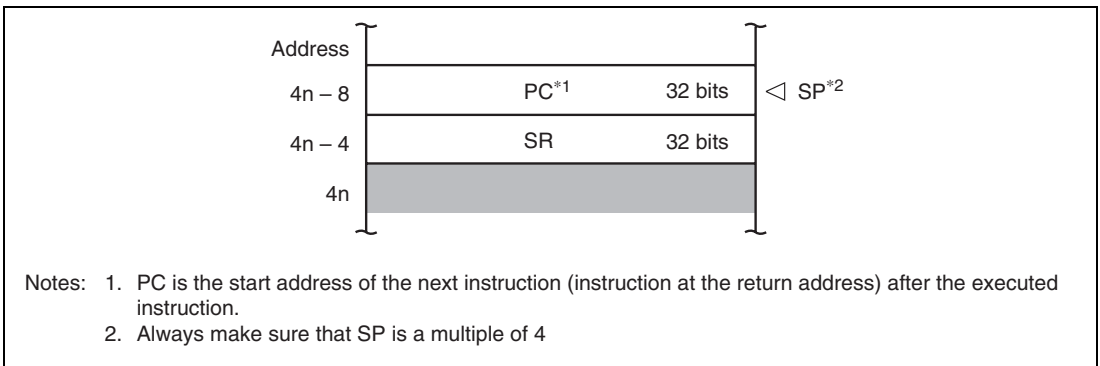 Address
4n – 8 PC*1 32 bits ◁ SP*2
4n – 4 SR 32 bits
4n
Notes: 1. PC is the start address of the next instruction (instruction at the return address) after the executed
instruction.
2. Always make sure that SP is a multiple of 4